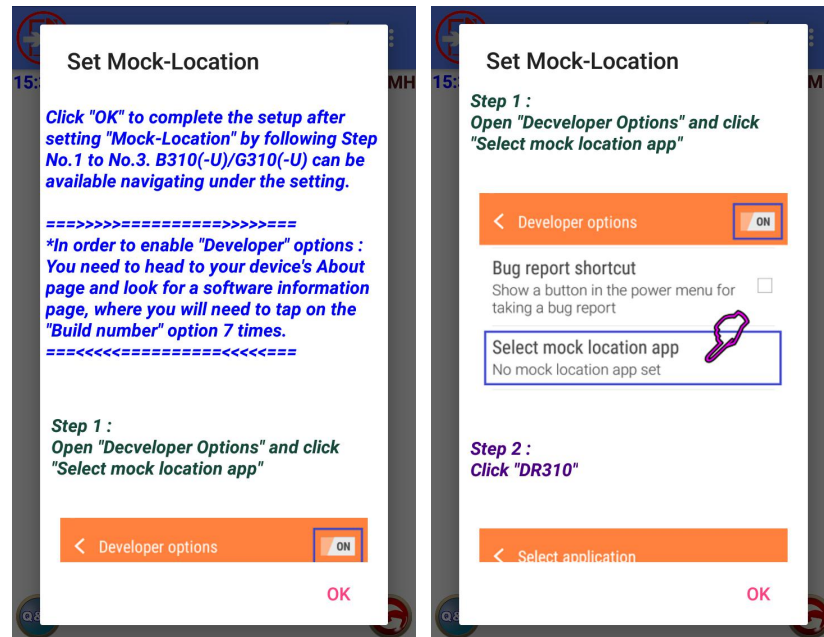 Set Mock-Location
15:
MH
Click "OK" to complete the setup after
setting "Mock-Location" by following Step
No.1 to No.3. B310(-U)/G310(-U) can be
available navigating under the setting.
===>>>>>==========>>>>>===
*In order to enable "Developer" options :
You need to head to your device's About
page and look for a software information
page, where you will need to tap on the
"Build number" option 7 times.
===<<<<<==========<<<<<===
Step 1 :
Open "Decveloper Options" and click
"Select mock location app"
Developer options
ON
OK
Q&
Set Mock-Location
15:
M
Step 1 :
Open "Decveloper Options" and click
"Select mock location app"
Developer options
ON
Bug report shortcut
Show a button in the power menu for
taking a bug report
Select mock location app
No mock location app set
Step 2 :
Click "DR310"
Select application
OK
Q&